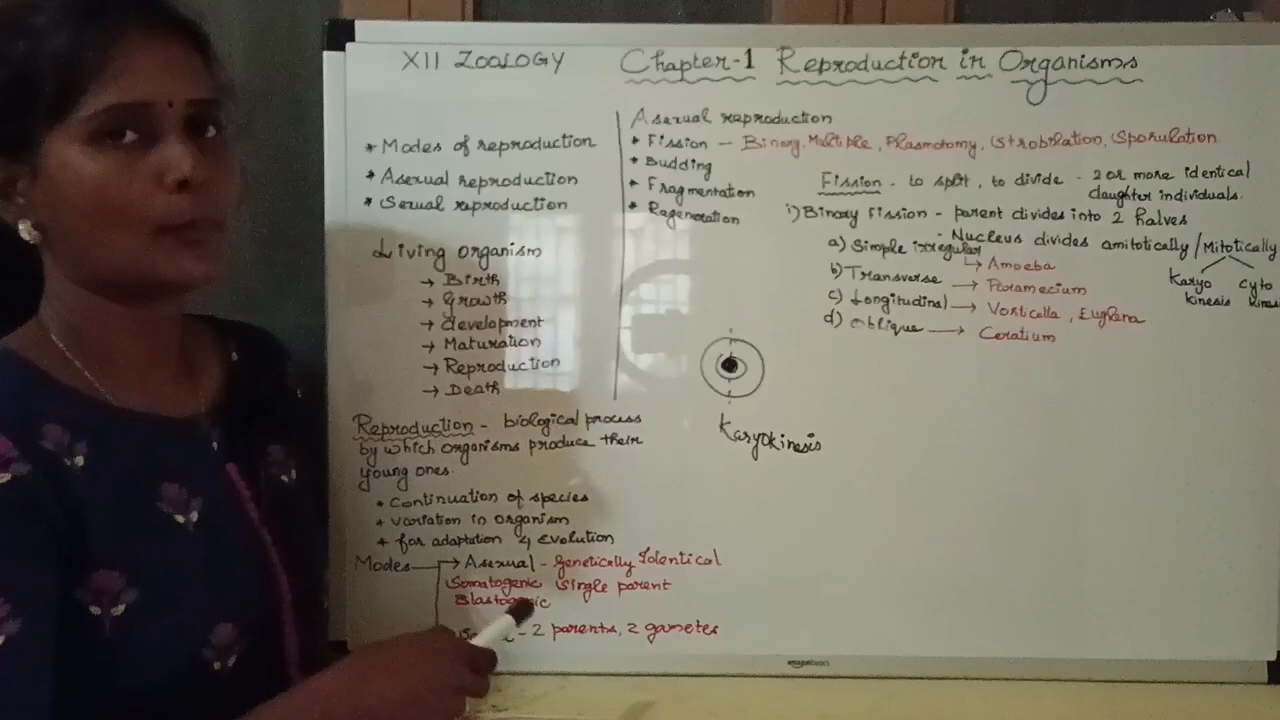 XII ZOOLOGY Chapter-1 Reproduction in Organisms
* Modes of reproduction
* Asexual reproduction
* Sexual reproduction
Living organism
→ Birth
→ Growth
→ development
→ Maturation
→ Reproduction
→ Death
Reproduction - biological process
by which organisms produce their
young ones.
* Continuation of species
* variation in organism
* for adaptation & evolution
Modes → Asexual - Genetically Identical
Somatogenic Single parent
Blastogenic
- 2 parents, 2 gametes
Asexual reproduction
* Fission - Binary, Multiple, Plasmotomy, Strobilation, Sporulation
* Budding
* Fragmentation
* Regeneration
Fission - to split, to divide - 2 or more identical
daughter individuals.
i) Binary Fission - parent divides into 2 halves
- Nucleus divides amitotically / Mitotically
Karyo kinesis
Cyto
a) Simple irregular → Amoeba
b) Transverse → Paramecium
c) Longitudinal → Vorticella, Euglena
d) Oblique → Ceratium
Karyokinesis